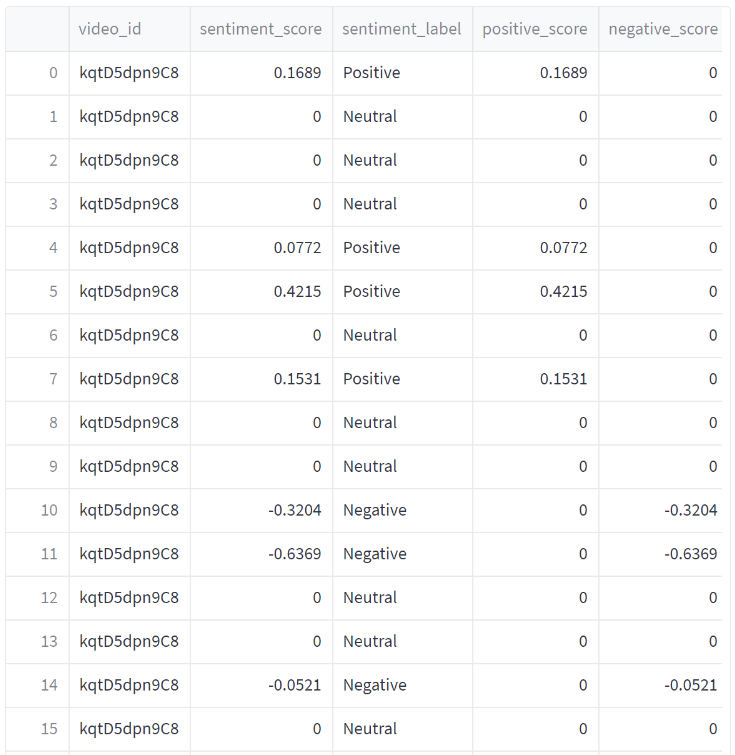 video_id sentiment_score sentiment_label positive_score negative_score
0 kqtD5dpn9C8 0.1689 Positive 0.1689 0
1 kqtD5dpn9C8 0 Neutral 0 0
2 kqtD5dpn9C8 0 Neutral 0 0
3 kqtD5dpn9C8 0 Neutral 0 0
4 kqtD5dpn9C8 0.0772 Positive 0.0772 0
5 kqtD5dpn9C8 0.4215 Positive 0.4215 0
6 kqtD5dpn9C8 0 Neutral 0 0
7 kqtD5dpn9C8 0.1531 Positive 0.1531 0
8 kqtD5dpn9C8 0 Neutral 0 0
9 kqtD5dpn9C8 0 Neutral 0 0
10 kqtD5dpn9C8 -0.3204 Negative 0 -0.3204
11 kqtD5dpn9C8 -0.6369 Negative 0 -0.6369
12 kqtD5dpn9C8 0 Neutral 0 0
13 kqtD5dpn9C8 0 Neutral 0 0
14 kqtD5dpn9C8 -0.0521 Negative 0 -0.0521
15 kqtD5dpn9C8 0 Neutral 0 0